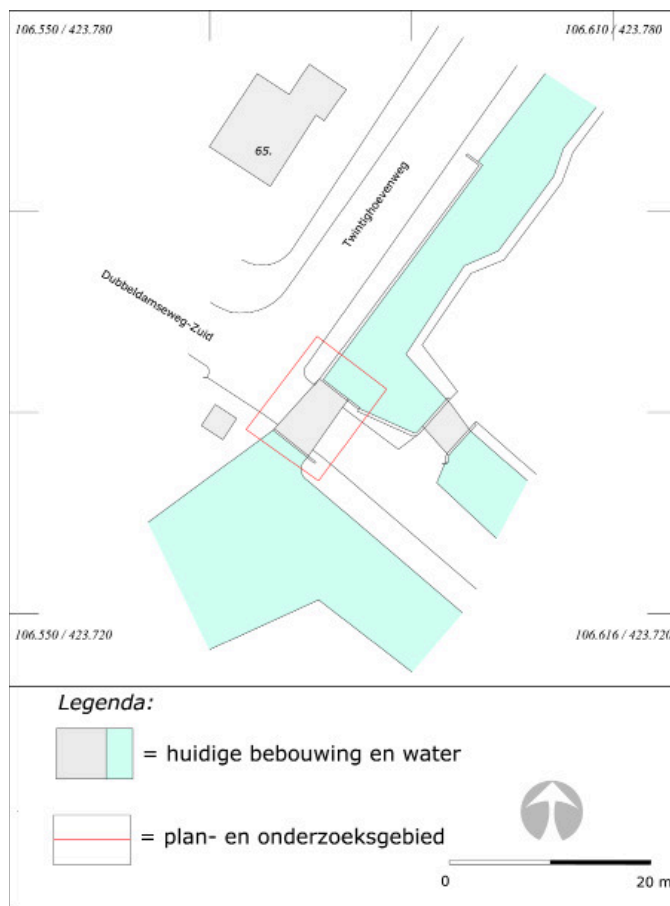 106.550 / 423.780
106.610 / 423.780
65.
Twintighoevenweg
Dubbeldamseweg-Zuid
106.550 / 423.720
106.616 / 423.720
Legenda:
= huidige bebouwing en water
= plan- en onderzoeksgebied
0
20 m